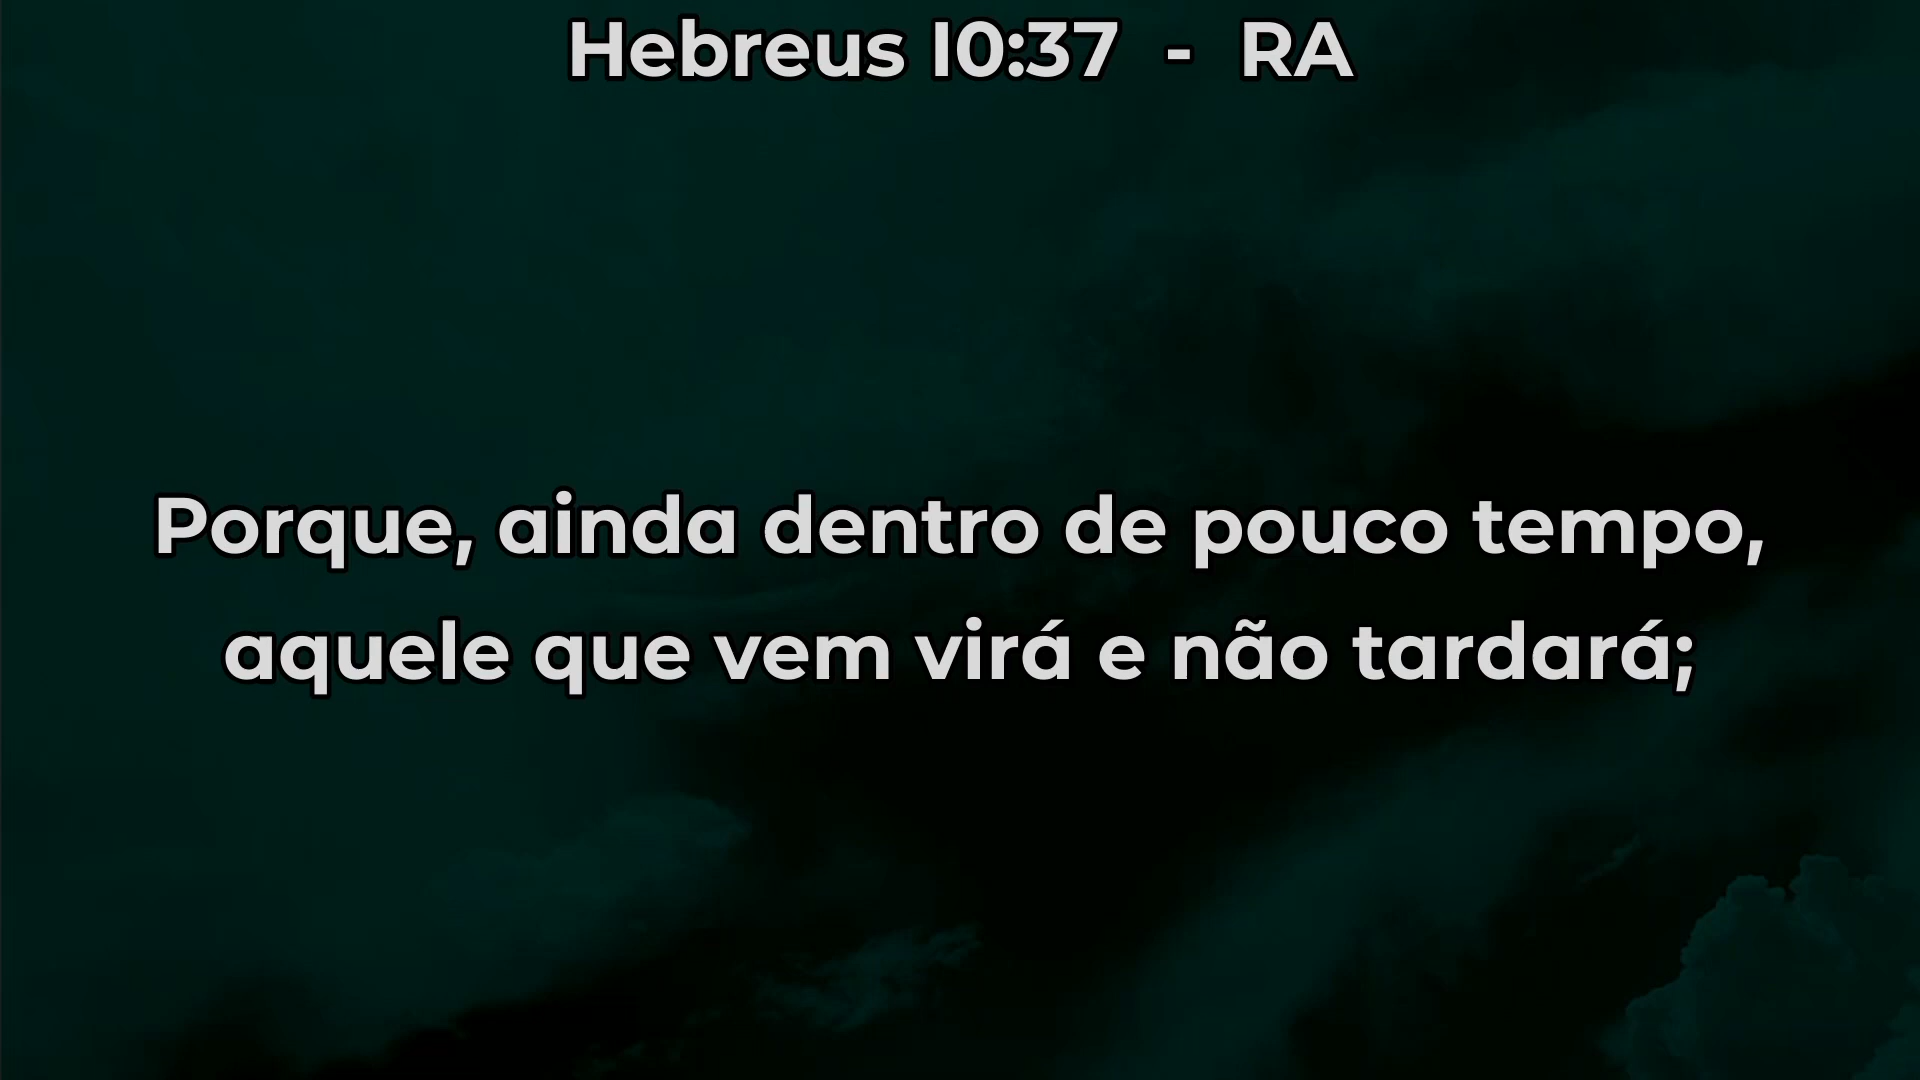 Hebreus 10:37 - RA
Porque, ainda dentro de pouco tempo,
aquele que vem virá e não tardará;